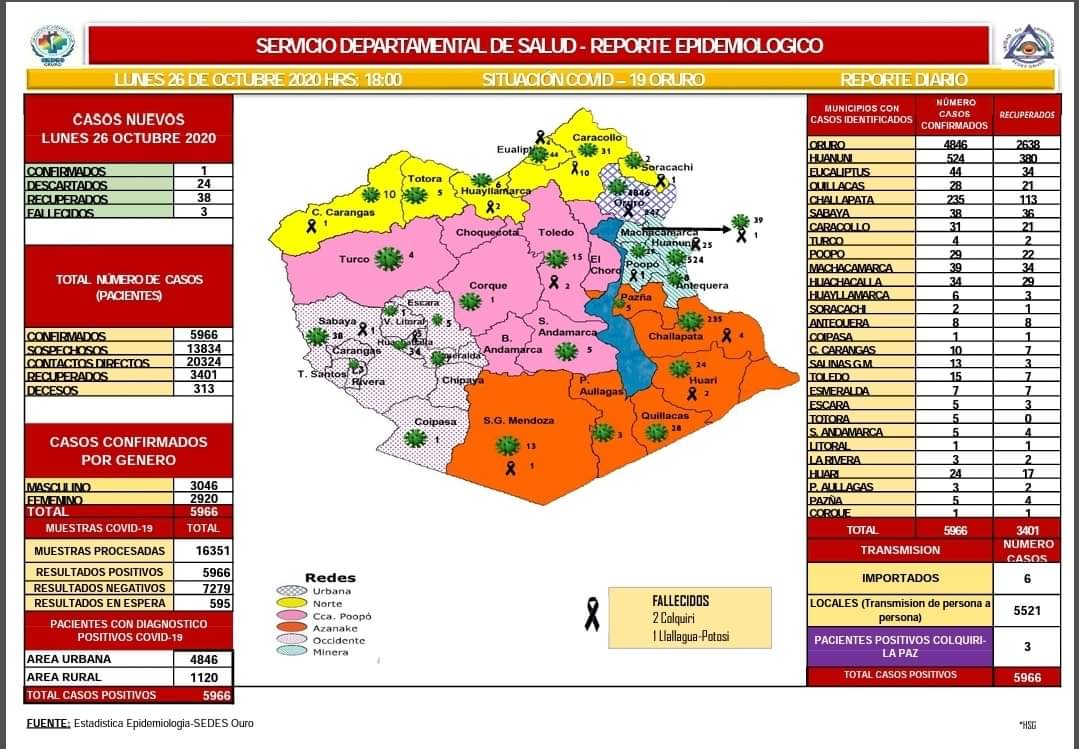 SERVICIO DEPARTAMENTAL DE SALUD - REPORTE EPIDEMIOLOGICO
LUNES 26 DE OCTUBRE 2020 HRS: 18:00 SITUACIÓN COVID – 19 ORURO REPORTE DIARIO
CASOS NUEVOS
LUNES 26 OCTUBRE 2020
CONFIRMADOS 1
DESCARTADOS 24
RECUPERADOS 38
FALLECIDOS 3
TOTAL NÚMERO DE CASOS
(PACIENTES)
CONFIRMADOS 5966
SOSPECHOSOS 13834
CONTACTOS DIRECTOS 20324
RECUPERADOS 3401
DECESOS 313
CASOS CONFIRMADOS
POR GENERO
MASCULINO 3046
FEMENINO 2920
TOTAL 5966
MUESTRAS COVID-19 TOTAL
MUESTRAS PROCESADAS 16351
RESULTADOS POSITIVOS 5966
RESULTADOS NEGATIVOS 7279
RESULTADOS EN ESPERA 595
PACIENTES CON DIAGNOSTICO
POSITIVOS COVID-19
AREA URBANA 4846
AREA RURAL 1120
TOTAL CASOS POSITIVOS 5966
Caracollo
31
10
Soracachi
2
1
44
Totora
5
10
Huayllamarca
6
2
C. Carangas
1
4846
Oruro
247
39
1
Choquecota
Toledo
15
2
Machacamarca
Huanuni
25
524
Poopó
1
8
Antequera
El
Choro
Turco
4
Corque
1
Pazña
5
Escara
1
Sabaya
38
1
V. Litoral
5
Huachacalla
34
Carangas
Esmeralda
S.
Andamarca
5
B.
Andamarca
235
Challapata
4
T. Santos
Rivera
Chipaya
24
Huari
2
P.
Aullagas
3
Quillacas
28
Coipasa
1
S.G. Mendoza
13
1
Redes
Urbana
Norte
Cca. Poopó
Azanake
Occidente
Minera
FALLECIDOS
2 Colquiri
1 Llallagua-Potosi
MUNICIPIOS CON
CASOS IDENTIFICADOS
NÚMERO
CASOS
CONFIRMADOS
RECUPERADOS
ORURO 4846 2638
HUANUNI 524 380
EUCALIPTUS 44 34
QUILLACAS 28 21
CHALLAPATA 235 113
SABAYA 38 36
CARACOLLO 31 21
TURCO 4 2
POOPO 29 22
MACHACAMARCA 39 34
HUACHACALLA 34 29
HUAYLLAMARCA 6 3
SORACACHI 2 1
ANTEQUERA 8 8
COIPASA 1 1
C. CARANGAS 10 7
SALINAS G.M. 13 3
TOLEDO 15 7
ESMERALDA 7 7
ESCARA 5 3
TOTORA 5 0
S. ANDAMARCA 5 4
LITORAL 1 1
LA RIVERA 3 2
HUARI 24 17
P. AULLAGAS 3 2
PAZÑA 5 4
CORQUE 1 1
TOTAL 5966 3401
TRANSMISION
NÚMERO
CASOS
IMPORTADOS 6
LOCALES (Transmision de persona a
persona) 5521
PACIENTES POSITIVOS COLQUIRI-
LA PAZ 3
TOTAL CASOS POSITIVOS 5966
FUENTE: Estadistica Epidemiologia-SEDES Ouro
*HSG